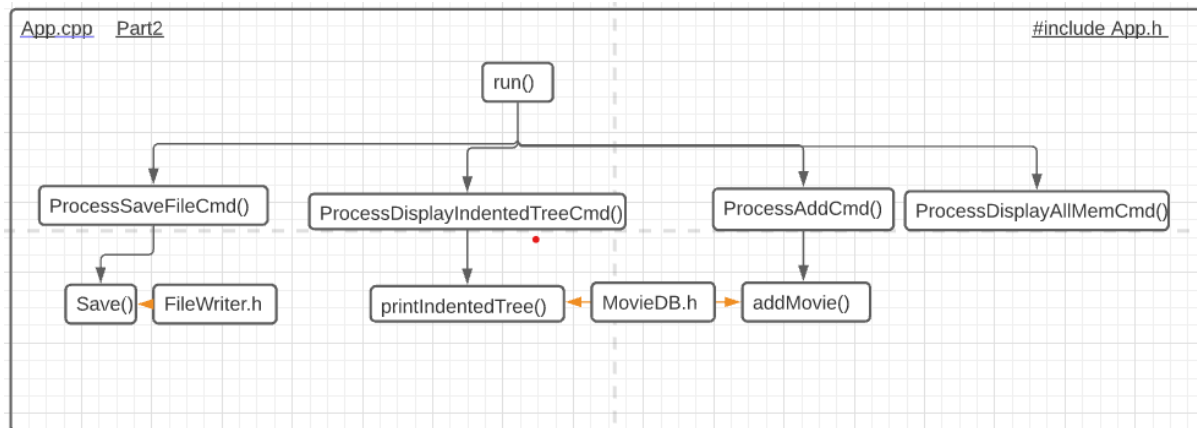 App.cpp Part2 #include App.h
run()
ProcessSaveFileCmd()
ProcessDisplayIndentedTreeCmd()
ProcessAddCmd()
ProcessDisplayAllMemCmd()
Save()
FileWriter.h
printIndentedTree()
MovieDB.h
addMovie()